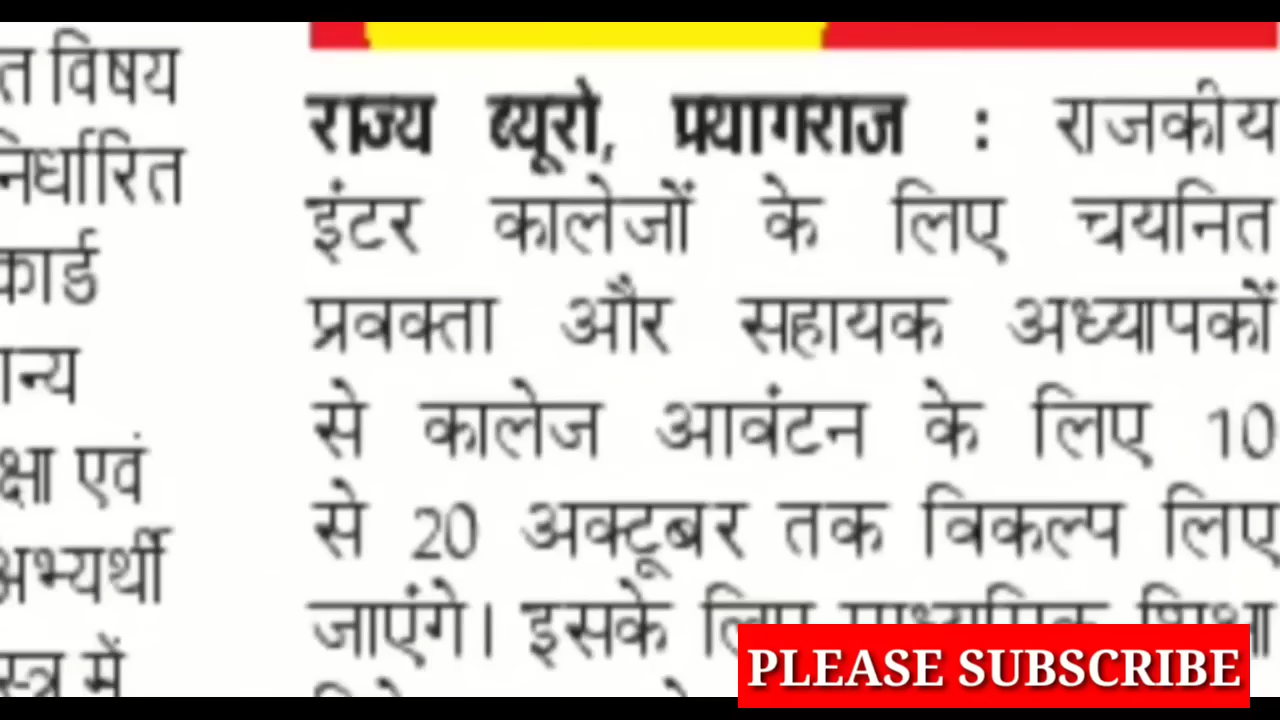 त विषय
निर्धारित
कार्ड
न्य
क्षा एवं
अभ्यर्थी
में
राज्य ब्यूरो, प्रयागराज : राजकीय
इंटर कालेजों के लिए चयनित
प्रवक्ता और सहायक अध्यापकों
से कालेज आवंटन के लिए 10
से 20 अक्टूबर तक विकल्प लिए
जाएंगे। इसके लिए माध्यमिक शिक्षा
PLEASE SUBSCRIBE